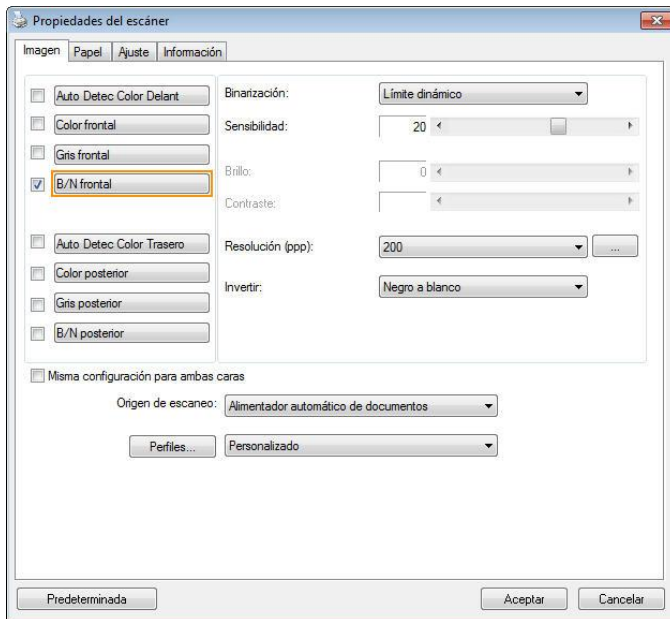 Propiedades del escáner
Imagen Papel Ajuste Información
Auto Detec Color Delant
Color frontal
Gris frontal
B/N frontal
Auto Detec Color Trasero
Color posterior
Gris posterior
B/N posterior
Binarización: Límite dinámico
Sensibilidad: 20
Brillo: 0
Contraste:
Resolución (ppp): 200 ...
Invertir: Negro a blanco
Misma configuración para ambas caras
Origen de escaneo: Alimentador automático de documentos
Perfiles... Personalizado
Predeterminada Aceptar Cancelar